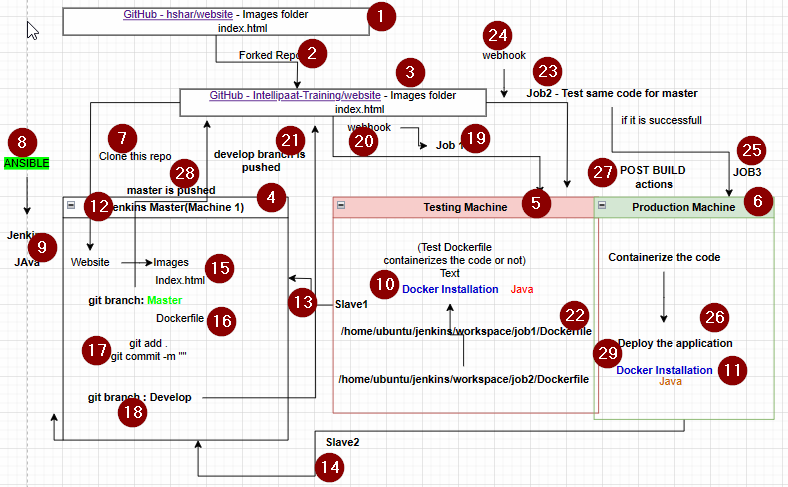 GitHub - hshar/website - Images folder
index.html
1
Forked Repo
2
24
webhook
3
GitHub - Intellipaat-Training/website - Images folder
index.html
23
Job2 - Test same code for master
if it is successfull
8
ANSIBLE
7
Clone this repo
21
develop branch is
pushed
webhook
20
Job 1
19
25
JOB3
28
master is pushed
27
POST BUILD
actions
12
Jenkins Master(Machine 1)
4
Testing Machine
5
Production Machine
6
9
JAva
Website
Images
15
Index.html
git branch: Master
Dockerfile
16
17
git add .
git commit -m ""
git branch : Develop
18
13
Slave1
(Test Dockerfile
containerizes the code or not)
Text
10
Docker Installation
Java
22
/home/ubuntu/jenkins/workspace/job1/Dockerfile
/home/ubuntu/jenkins/workspace/job2/Dockerfile
Containerize the code
26
Deploy the application
29
Docker Installation
11
Java
Slave2
14